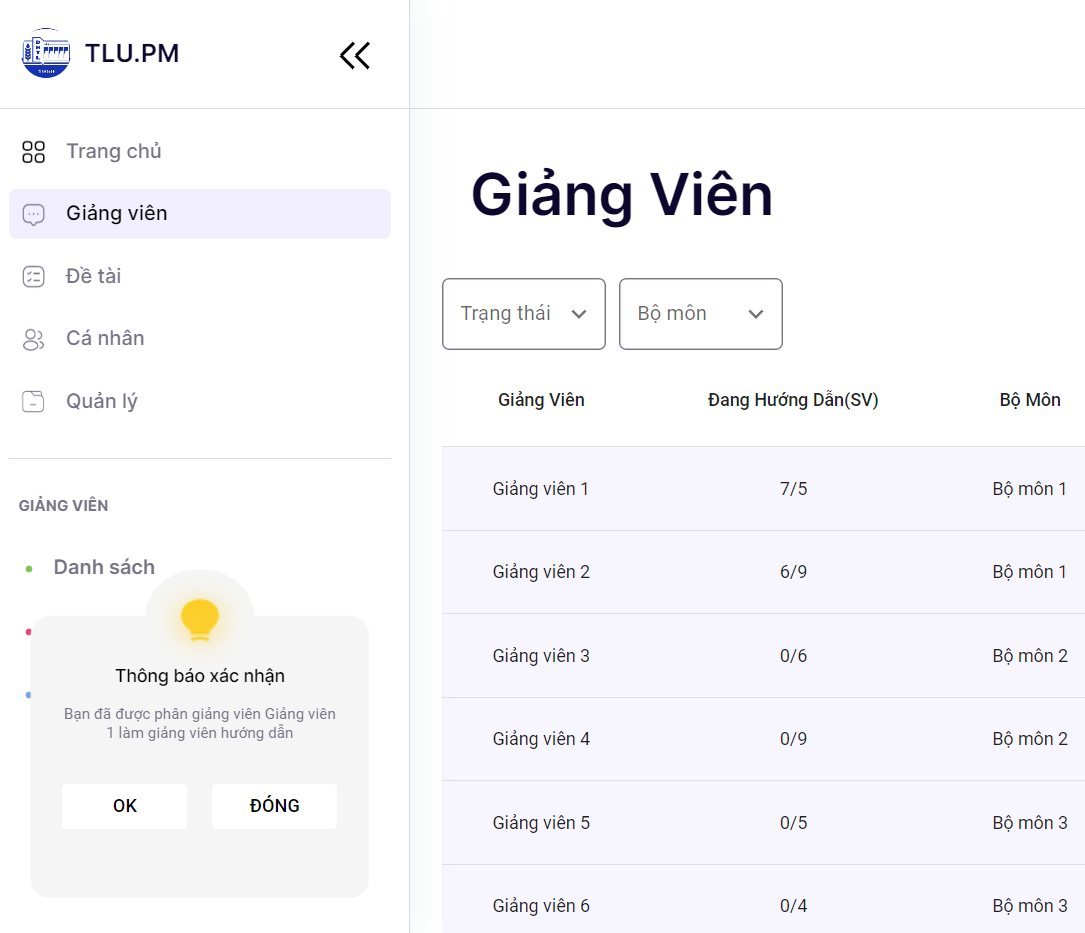 TLU.PM
Trang chủ
Giảng viên
Đề tài
Cá nhân
Quản lý
GIẢNG VIÊN
Danh sách
Thông báo xác nhận
Bạn đã được phân giảng viên Giảng viên
1 làm giảng viên hướng dẫn
OK ĐÓNG
Giảng Viên
Trạng thái Bộ môn
Giảng Viên Đang Hướng Dẫn(SV) Bộ Môn
Giảng viên 1 7/5 Bộ môn 1
Giảng viên 2 6/9 Bộ môn 1
Giảng viên 3 0/6 Bộ môn 2
Giảng viên 4 0/9 Bộ môn 2
Giảng viên 5 0/5 Bộ môn 3
Giảng viên 6 0/4 Bộ môn 3